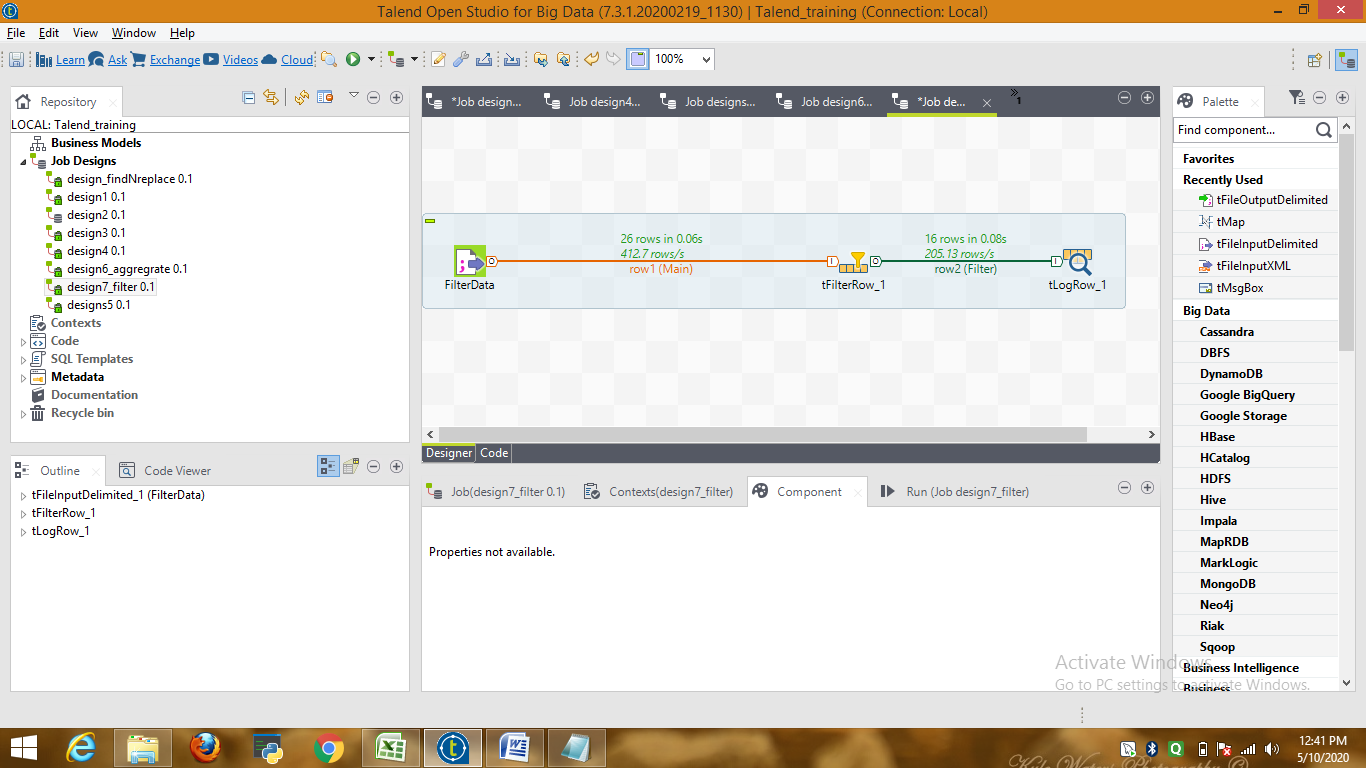 Talend Open Studio for Big Data (7.3.1.20200219_1130) | Talend_training (Connection: Local)
File Edit View Window Help
Learn Ask Exchange Videos Cloud 100%
Repository
LOCAL: Talend_training
Business Models
Job Designs
design_findNreplace 0.1
design1 0.1
design2 0.1
design3 0.1
design4 0.1
design6_aggregrate 0.1
design7_filter 0.1
designs5 0.1
Contexts
Code
SQL Templates
Metadata
Documentation
Recycle bin
Outline Code Viewer
tFileInputDelimited_1 (FilterData)
tFilterRow_1
tLogRow_1
*Job design... Job design4... Job designs... Job design6... *Job de... 1
26 rows in 0.06s 16 rows in 0.08s
412.7 rows/s 205.13 rows/s
row1 (Main) row2 (Filter)
FilterData tFilterRow_1 tLogRow_1
Designer Code
Job(design7_filter 0.1) Contexts(design7_filter) Component Run (Job design7_filter)
Properties not available.
Palette
Find component...
Favorites
Recently Used
tFileOutputDelimited
tMap
tFileInputDelimited
tFileInputXML
tMsgBox
Big Data
Cassandra
DBFS
DynamoDB
Google BigQuery
Google Storage
HBase
HCatalog
HDFS
Hive
Impala
MapRDB
MarkLogic
MongoDB
Neo4j
Riak
Sqoop
Business Intelligence
Business
Activate Windows
Go to PC settings to activate Windows.
12:41 PM
5/10/2020